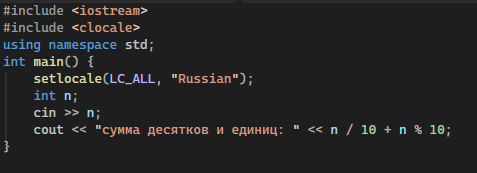 #include <iostream>
#include <clocale>
using namespace std;
int main() {
    setlocale(LC_ALL, "Russian");
    int n;
    cin >> n;
    cout << "сумма десятков и единиц: " << n / 10 + n % 10;
}